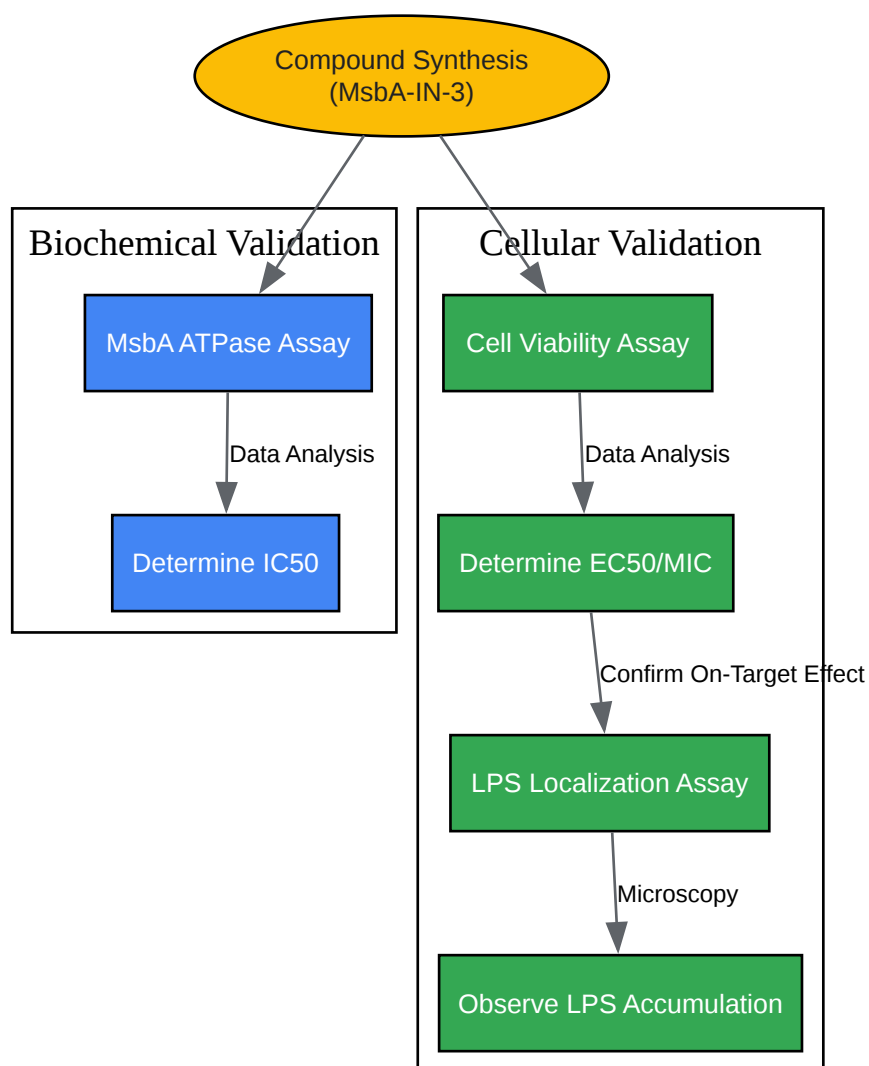 Compound Synthesis
(MsbA-IN-3)
Biochemical Validation
MsbA ATPase Assay
Data Analysis
Determine IC50
Cellular Validation
Cell Viability Assay
Data Analysis
Determine EC50/MIC
Confirm On-Target Effect
LPS Localization Assay
Microscopy
Observe LPS Accumulation